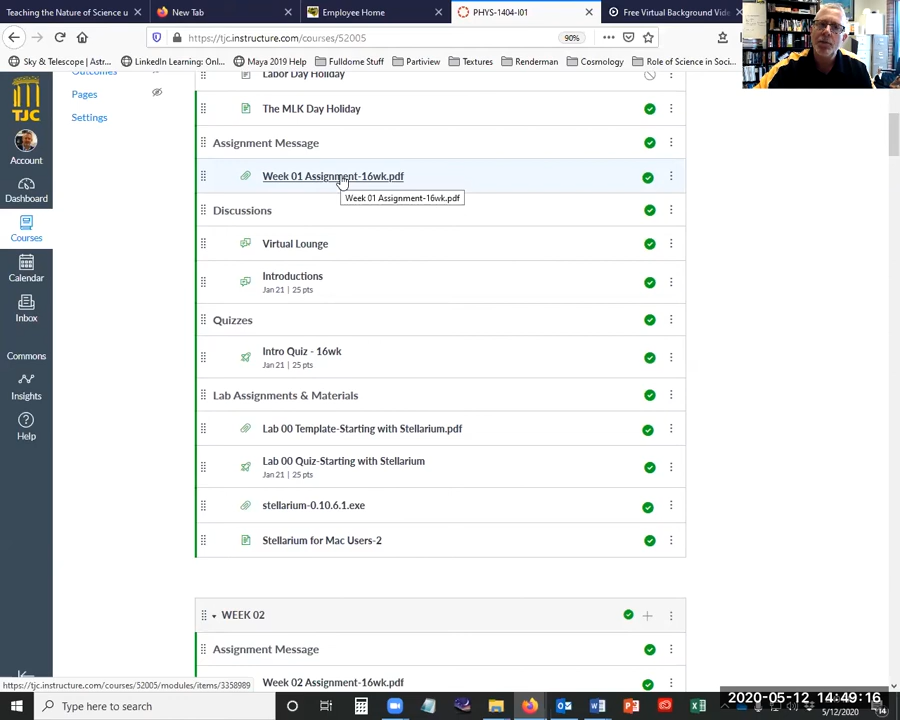 Teaching the Nature of Science u
New Tab
Employee Home
PHYS-1404-I01
Free Virtual Background Vide
https://tjc.instructure.com/courses/52005
90%
Sky & Telescope | Astr...
LinkedIn Learning: Onl...
Maya 2019 Help
Fulldome Stuff
Partiview
Textures
Renderman
Cosmology
Role of Science in Soci...
Outcomes
Labor Day Holiday
Pages
The MLK Day Holiday
TJC
Settings
Assignment Message
Account
Week 01 Assignment-16wk.pdf
Week 01 Assignment-16wk.pdf
Dashboard
Discussions
Courses
Virtual Lounge
Calendar
Introductions
Jan 21 | 25 pts
Inbox
Quizzes
Commons
Intro Quiz - 16wk
Jan 21 | 25 pts
Insights
Lab Assignments & Materials
Help
Lab 00 Template-Starting with Stellarium.pdf
Lab 00 Quiz-Starting with Stellarium
Jan 21 | 25 pts
stellarium-0.10.6.1.exe
Stellarium for Mac Users-2
WEEK 02
Assignment Message
Week 02 Assignment-16wk.pdf
https://tjc.instructure.com/courses/52005/modules/items/3358989
Type here to search
2020-05-12 14:49:16
5/12/2020
14